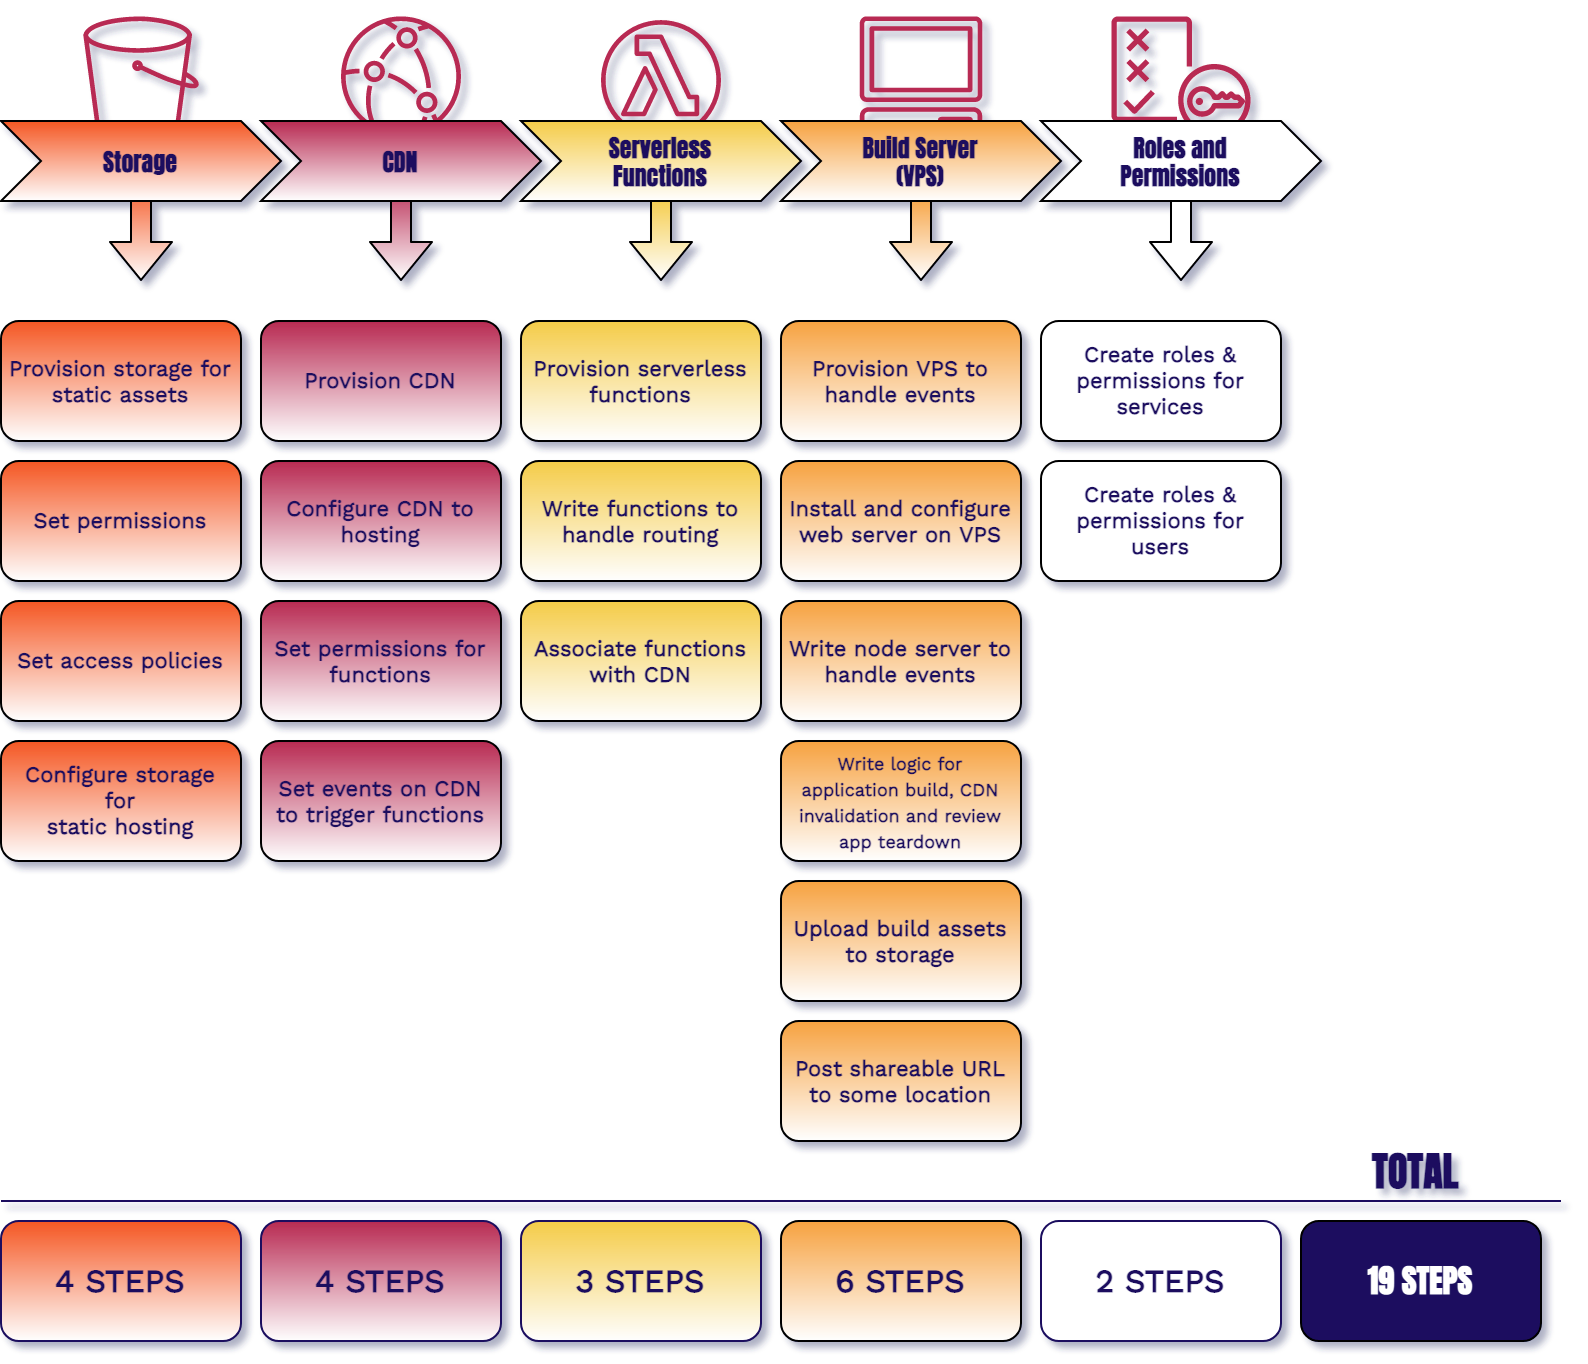 Storage
CDN
Serverless
Functions
Build Server
(VPS)
Roles and
Permissions
Provision storage for
static assets
Set permissions
Set access policies
Configure storage
for
static hosting
Provision CDN
Configure CDN to
hosting
Set permissions for
functions
Set events on CDN
to trigger functions
Provision serverless
functions
Write functions to
handle routing
Associate functions
with CDN
Provision VPS to
handle events
Install and configure
web server on VPS
Write node server to
handle events
Write logic for
application build, CDN
invalidation and review
app teardown
Upload build assets
to storage
Post shareable URL
to some location
Create roles &
permissions for
services
Create roles &
permissions for
users
TOTAL
4 STEPS
4 STEPS
3 STEPS
6 STEPS
2 STEPS
19 STEPS